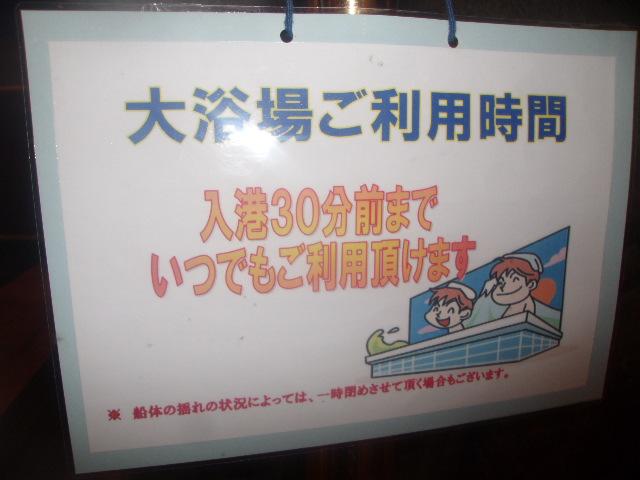 大浴場ご利用時間
入港30分前まで
いつでもご利用頂けます
※ 船体の揺れの状況によっては、一時閉めさせて頂く場合もございます。